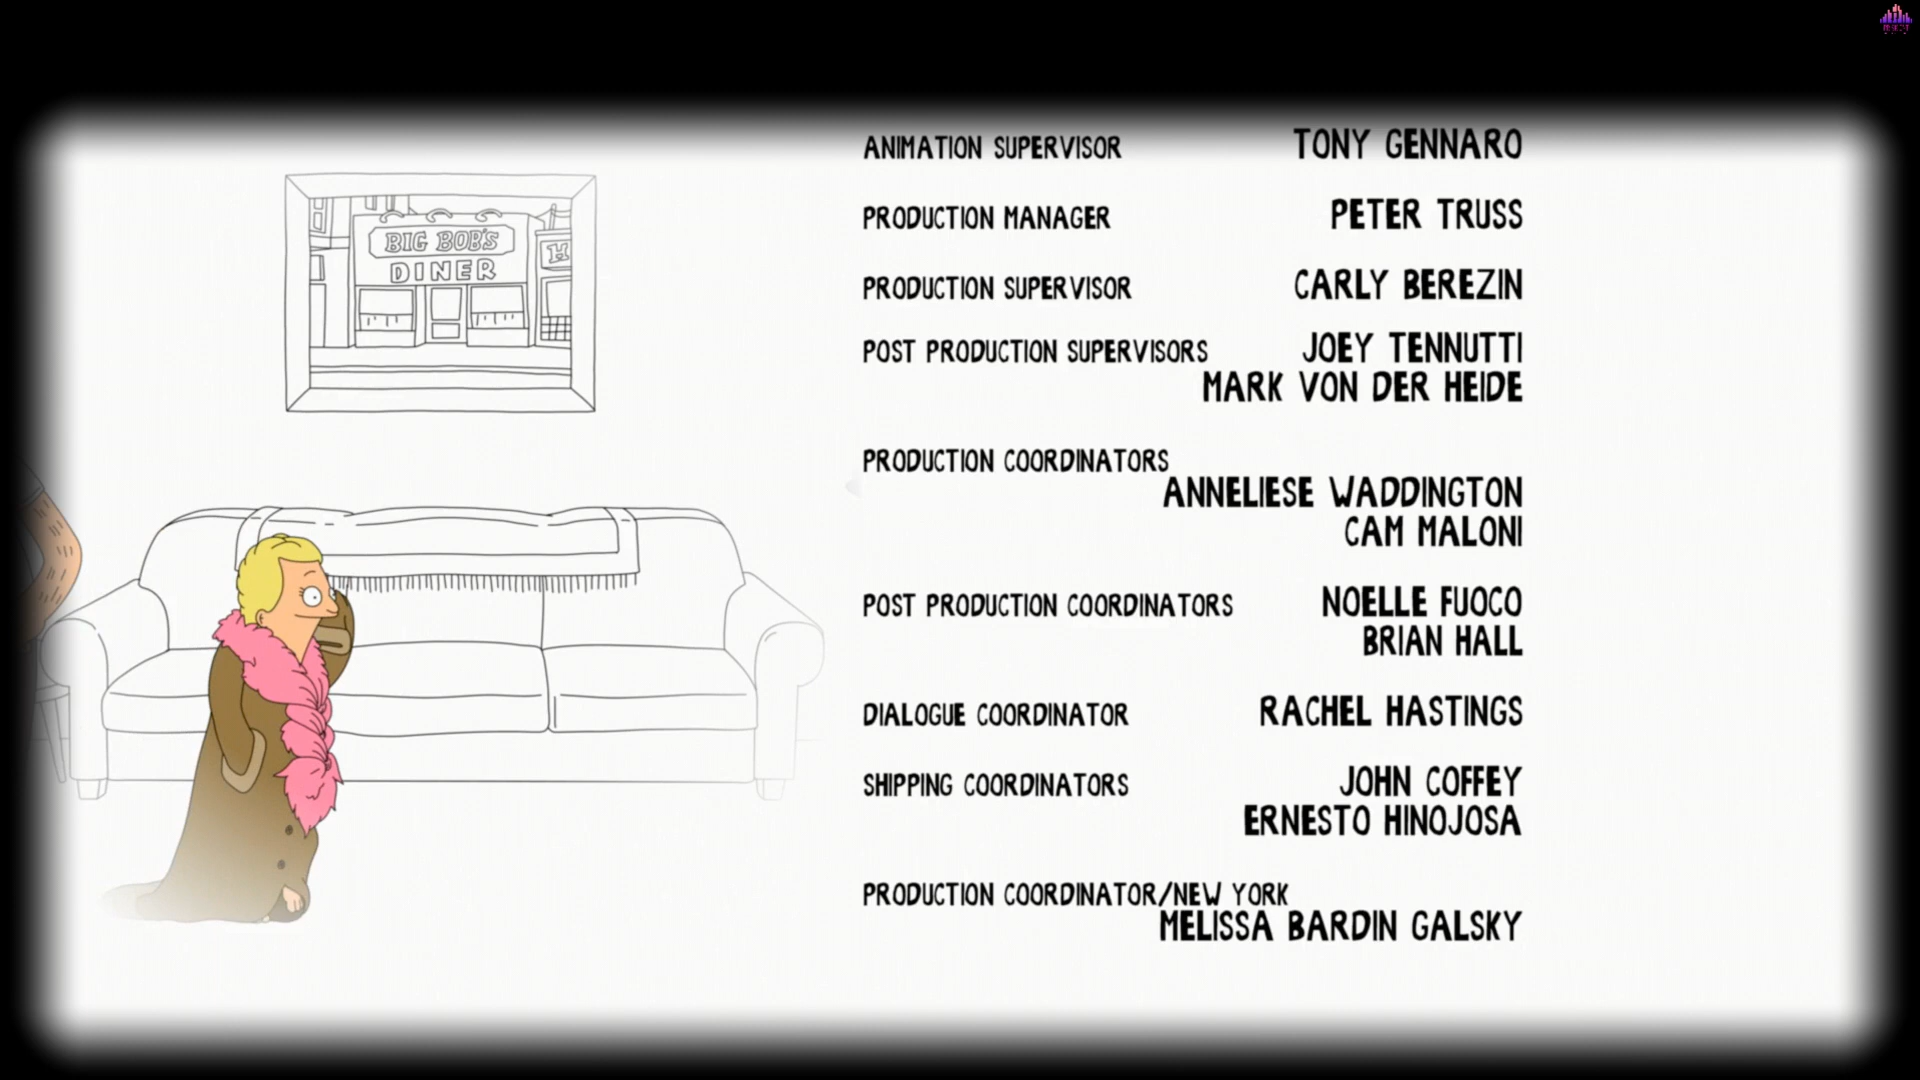 BIG BOB'S
DINER
H
ANIMATION SUPERVISOR TONY GENNARO
PRODUCTION MANAGER PETER TRUSS
PRODUCTION SUPERVISOR CARLY BEREZIN
POST PRODUCTION SUPERVISORS JOEY TENNUTTI
MARK VON DER HEIDE
PRODUCTION COORDINATORS
ANNELIESE WADDINGTON
CAM MALONI
POST PRODUCTION COORDINATORS NOELLE FUOCO
BRIAN HALL
DIALOGUE COORDINATOR RACHEL HASTINGS
SHIPPING COORDINATORS JOHN COFFEY
ERNESTO HINOJOSA
PRODUCTION COORDINATOR/NEW YORK
MELISSA BARDIN GALSKY